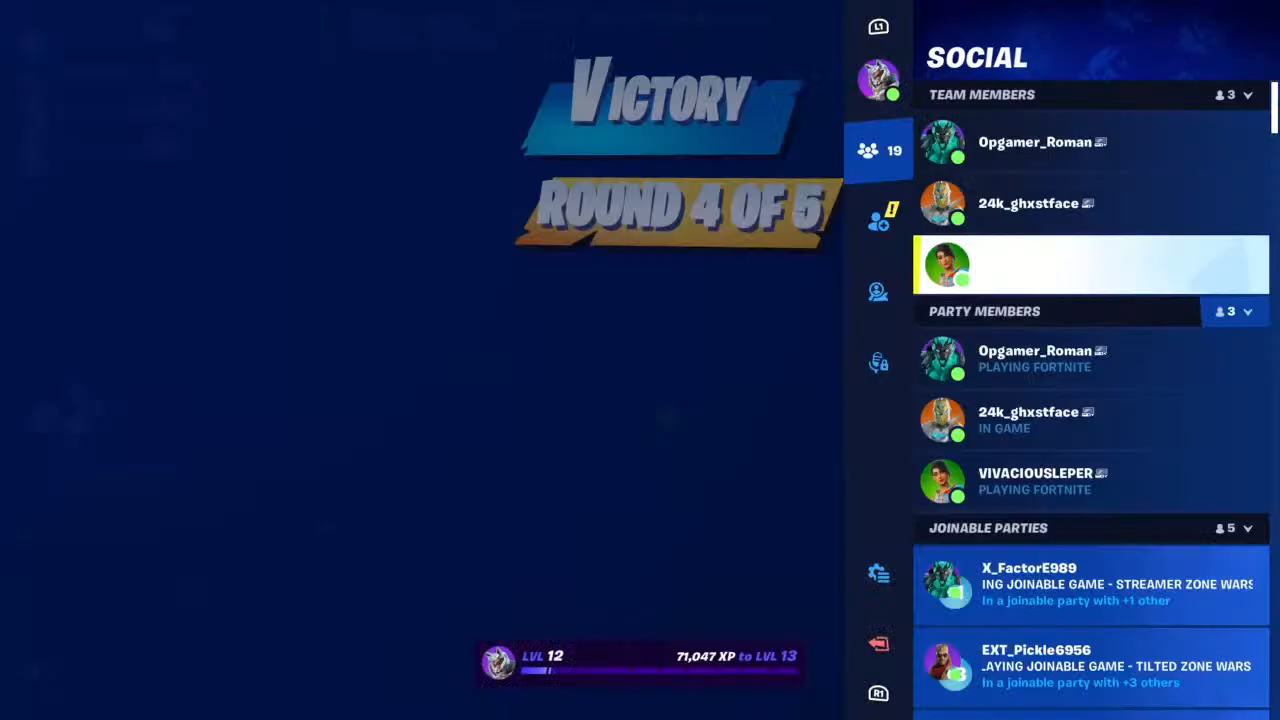 VICTORY
ROUND 4 OF 5
LVL 12
71,047 XP to LVL 13
L1
19
!
R1
SOCIAL
TEAM MEMBERS
3
Opgamer_Roman
24k_ghxstface
PARTY MEMBERS
3
Opgamer_Roman
PLAYING FORTNITE
24k_ghxstface
IN GAME
VIVACIOUSLEPER
PLAYING FORTNITE
JOINABLE PARTIES
5
X_FactorE989
ING JOINABLE GAME - STREAMER ZONE WARS
In a joinable party with +1 other
EXT_Pickle6956
LAYING JOINABLE GAME - TILTED ZONE WARS
In a joinable party with +3 others